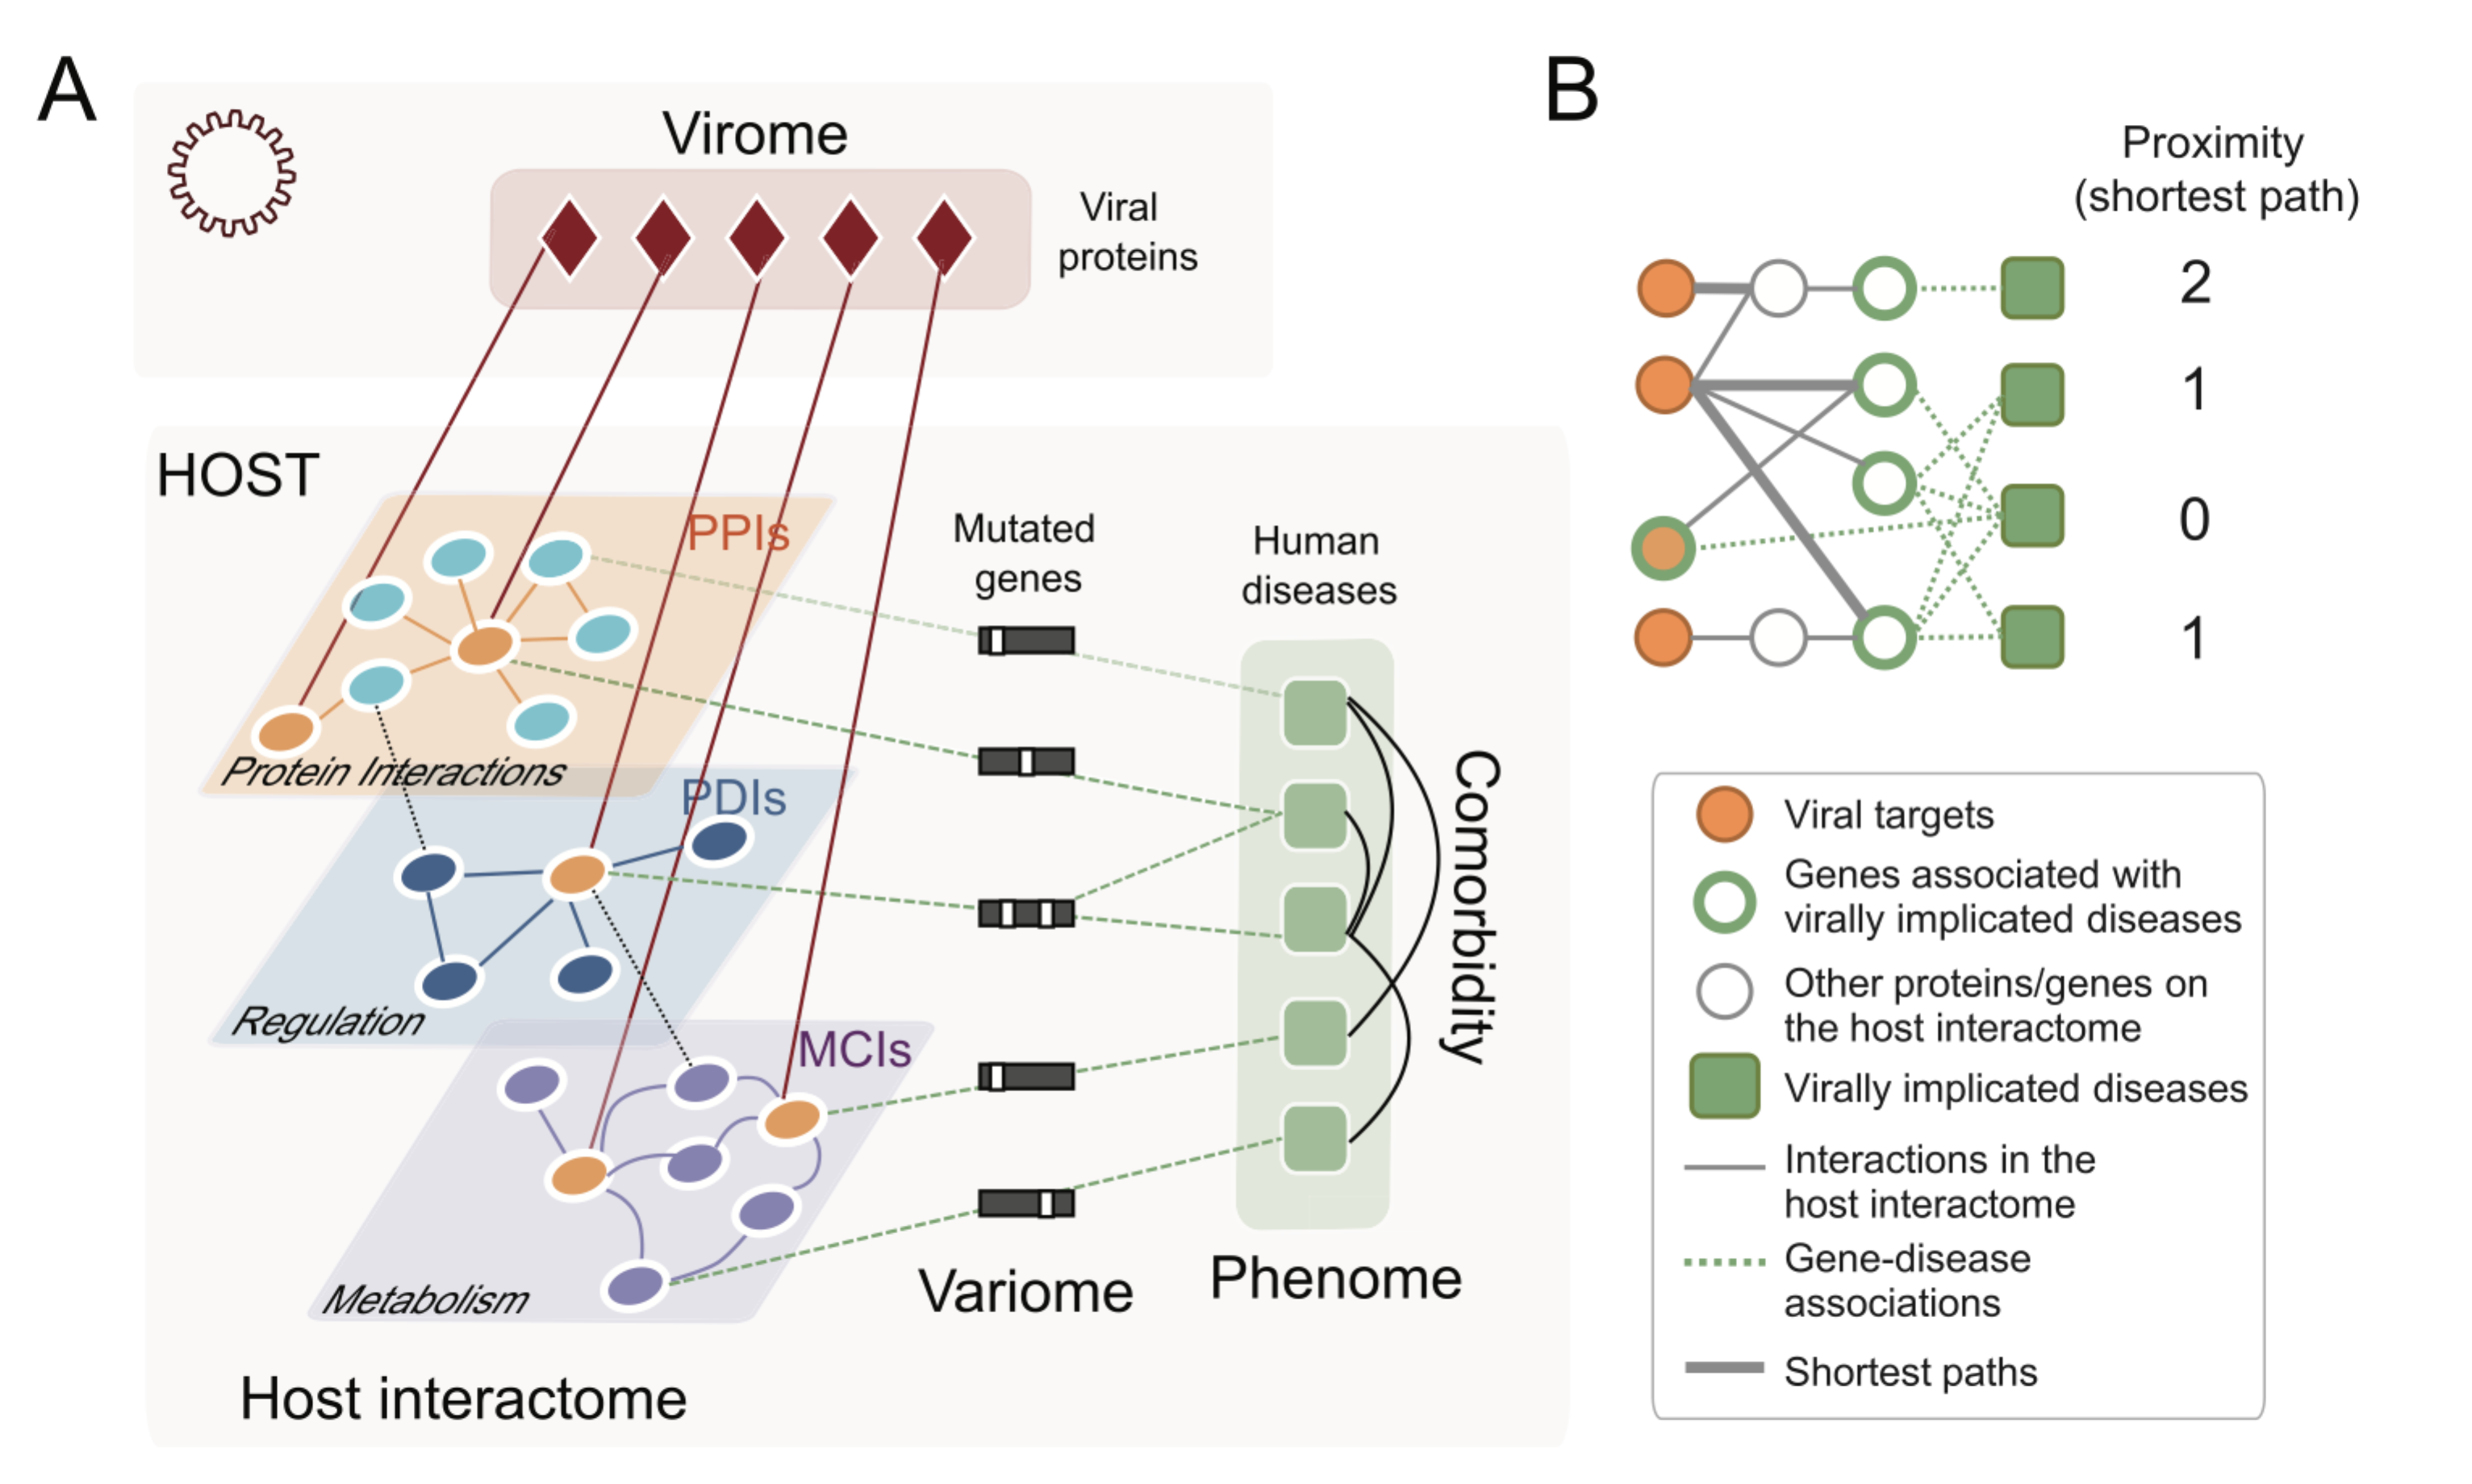 A
Virome
Viral
proteins
HOST
PPIs
Protein Interactions
PDIs
Regulation
MCIs
Metabolism
Host interactome
Mutated
genes
Variome
Human
diseases
Phenome
Comorbidity
B
Proximity
(shortest path)
2
1
0
1
Viral targets
Genes associated with
virally implicated diseases
Other proteins/genes on
the host interactome
Virally implicated diseases
Interactions in the
host interactome
Gene-disease
associations
Shortest paths